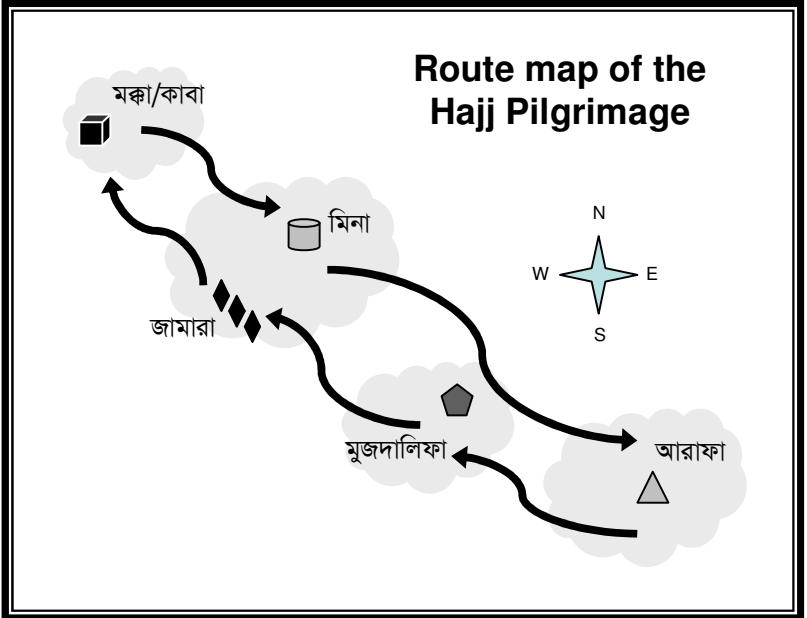 Route map of the
Hajj Pilgrimage
মক্কা/কাবা
মিনা
N
W
E
S
জামারা
মুজদালিফা
আরাফা